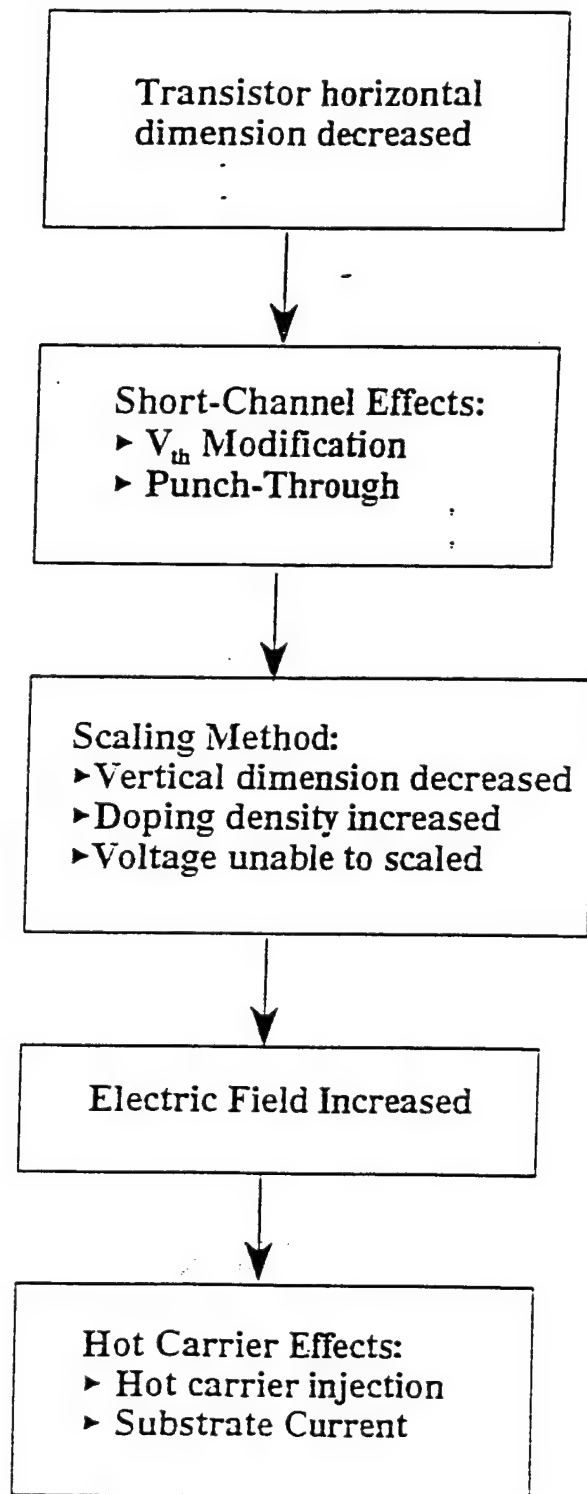 Transistor horizontal
dimension decreased
Short-Channel Effects:
► Vth Modification
► Punch-Through
Scaling Method:
►Vertical dimension decreased
►Doping density increased
►Voltage unable to scaled
Electric Field Increased
Hot Carrier Effects:
► Hot carrier injection
► Substrate Current